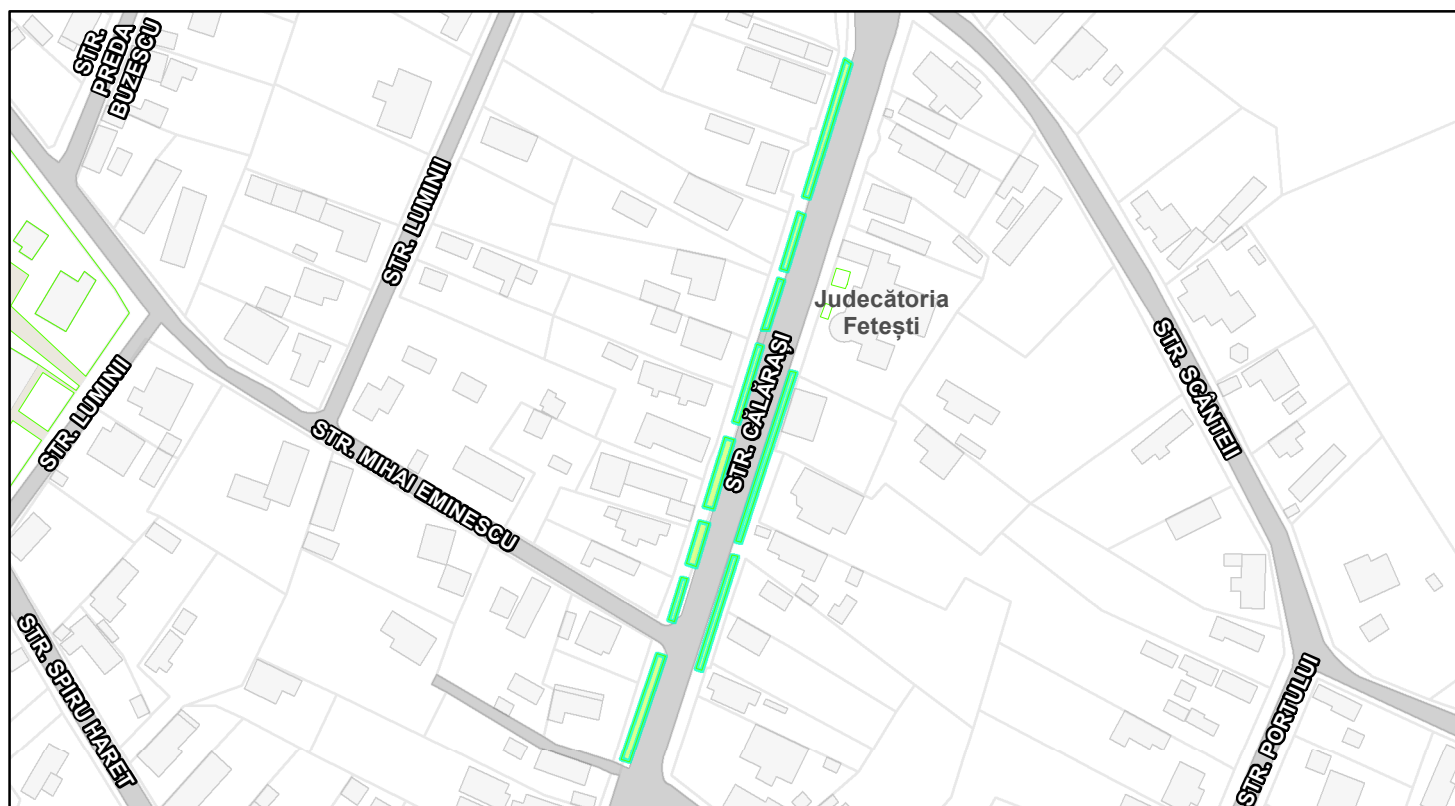 STR.
PREDA
BUZESCU
STR. LUMINII
Judecătoria
Fetești
STR. CĂLĂRAȘI
STR. SCÂNTEII
STR. LUMINII
STR. MIHAI EMINESCU
STR. SPIRU HARET
STR. PORTULUI